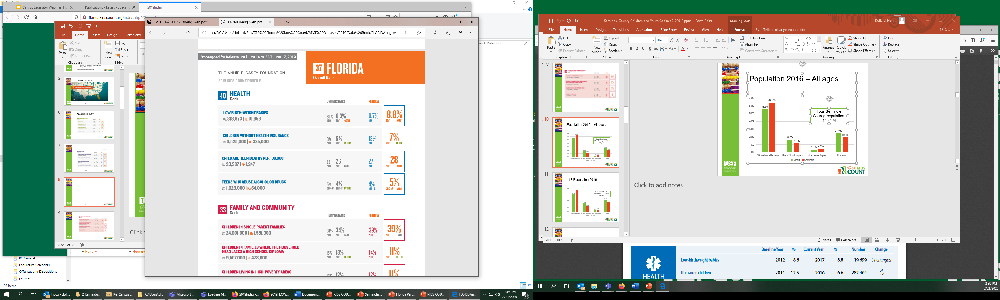 Census Legislator Webinar [Flo
Publications - Latest Publicatio
2019Index
floridakidscount.org/index.php/2019index
File
Home
Insert
Design
Transitions
Paste
Cut
Copy
Format Painter
Clipboard
New
Slide
Layout
Reset
Section
Slides
5
About KIDS COUNT
6
About KIDS COUNT
7
8
9
Slide 8 of 38
Click
Hendry
Hernan
KC General
Legislative Calendars
Offenses and Dispositions
pictures
23 items
FLORIDAeng_web.pdf
FLORIDAeng_web.pdf
file:///C:/Users/dollard/Box/CFS%20Florida%20Kids%20Count/AECF%20Releases/2019/Data%20Book/FLORIDAeng_web.pdf
earch Data Book
Embargoed for Release until 12:01 a.m. EDT June 17, 2019
THE ANNIE E. CASEY FOUNDATION
2019 KIDS COUNT PROFILE
37 FLORIDA
Overall Rank
40 HEALTH
Rank
UNITED STATES FLORIDA
LOW BIRTH-WEIGHT BABIES
US: 318,873 | FL: 19,653
8.1% 8.3% 8.7% 8.8%
2010 2017 WORSE 2010 2017 WORSE
CHILDREN WITHOUT HEALTH INSURANCE
US: 3,925,000 | FL: 325,000
8% 5% 13% 7%
2010 2017 BETTER 2010 2017 BETTER
CHILD AND TEEN DEATHS PER 100,000
US: 20,337 | FL: 1,247
26 26 27 28
2010 2017 SAME 2010 2017 WORSE
TEENS WHO ABUSE ALCOHOL OR DRUGS
US: 1,028,000 | FL: 64,000
5% 4% 4% 5%
2015-16 2016-17 BETTER 2015-16 2016-17 WORSE
33 FAMILY AND COMMUNITY
Rank
UNITED STATES FLORIDA
CHILDREN IN SINGLE-PARENT FAMILIES
US: 24,001,000 | FL: 1,551,000
34% 34% 39% 39%
2010 2017 SAME 2010 2017 SAME
CHILDREN IN FAMILIES WHERE THE HOUSEHOLD
HEAD LACKS A HIGH SCHOOL DIPLOMA
US: 9,557,000 | FL: 478,000
15% 13% 14% 11%
2010 2017 BETTER 2010 2017 BETTER
CHILDREN LIVING IN HIGH-POVERTY AREAS
13% 12% 12% 11%
Inbox - doll...
2 Reminde...
Re: Census ...
C:\Users\d...
Microsoft ...
Loading M...
2019Index -...
2019FLCW...
Document...
KIDS COU...
Seminole ...
Florida Part...
KIDS COU...
FLORIDAe...
2:39 PM
2/21/2020
21
Seminole County Children and Youth Cabinet 9122018.pptx - PowerPoint
Drawing Tools
Dollard, Norin
File
Home
Insert
Design
Transitions
Animations
Slide Show
Review
View
Help
Format
Tell me what you want to do
Share
Paste
Cut
Copy
Format Painter
Clipboard
New
Slide
Layout
Reset
Section
Slides
18+
Font
Text Direction
Align Text
Convert to SmartArt
Paragraph
Arrange
Quick
Styles
Shape Fill
Shape Outline
Shape Effects
Drawing
Find
Replace
Select
Editing
9
FAMILY AND COMMUNITY
10
Population 2016 – All ages
Total Seminole
County population:
449,124
11
<18 Population 2016
12
Population 2016 – All ages
70%
60%
50%
40%
30%
20%
10%
0%
55.8%
64.3%
16.2%
11.7%
3.1%
4.7%
24.9%
19.4%
Total Seminole
County population:
449,124
White Non-Hispanic Black Non-Hispanic Other Non-Hispanic Hispanic
Florida Seminole
USF
Florida KIDS
COUNT
Click to add notes
Slide 10 of 32
Notes
Comments
57%
Baseline Year % Current Year % Number Change
Low-birthweight babies 2012 8.6 2017 8.8 19,699 Unchanged
Uninsured children 2011 12.5 2016 6.6 282,464
HEALTH
2:39 PM
2/21/2020